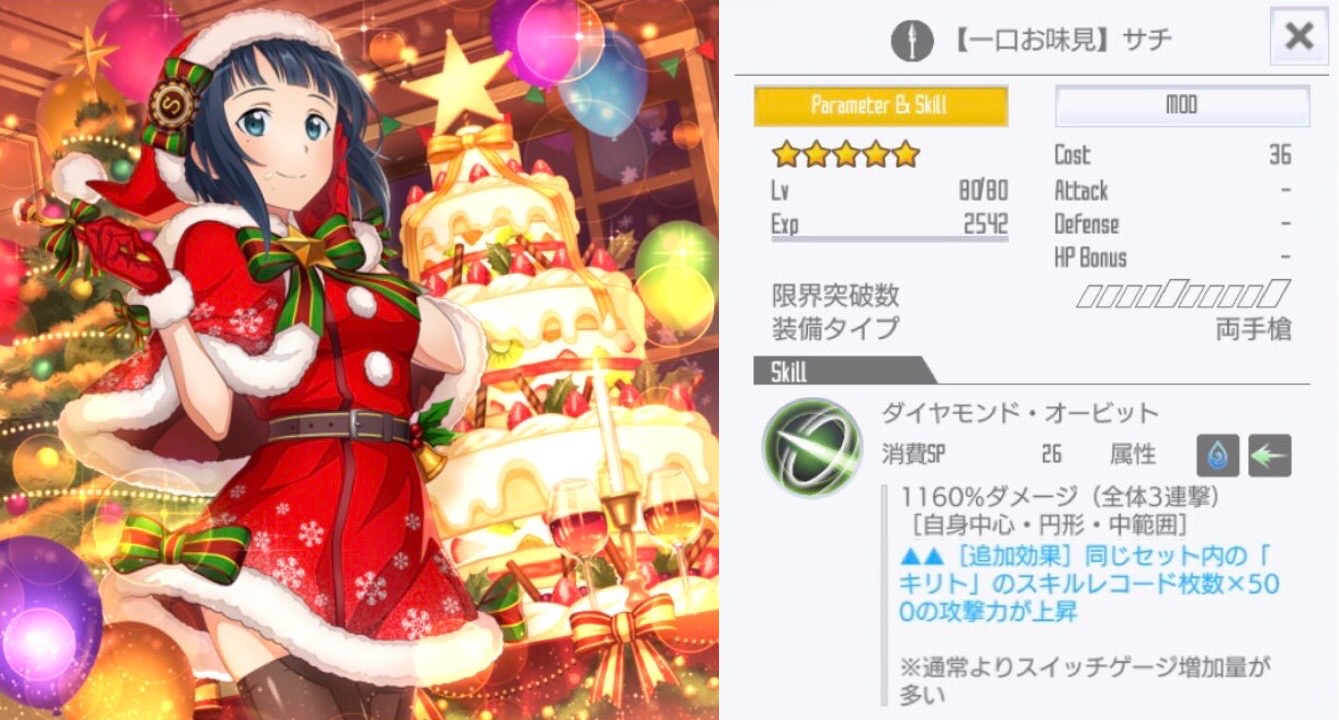 S
【一口お味見】サチ
Parameter & Skill
MOD
Lv 80/80
Exp 2542
Cost 36
Attack -
Defense -
HP Bonus -
限界突破数
装備タイプ 両手槍
Skill
ダイヤモンド・オービット
消費SP 26 属性
1160%ダメージ（全体3連撃）
［自身中心・円形・中範囲］
▲▲［追加効果］同じセット内の「
キリト」のスキルレコード枚数×50
0の攻撃力が上昇
※通常よりスイッチゲージ増加量が
多い